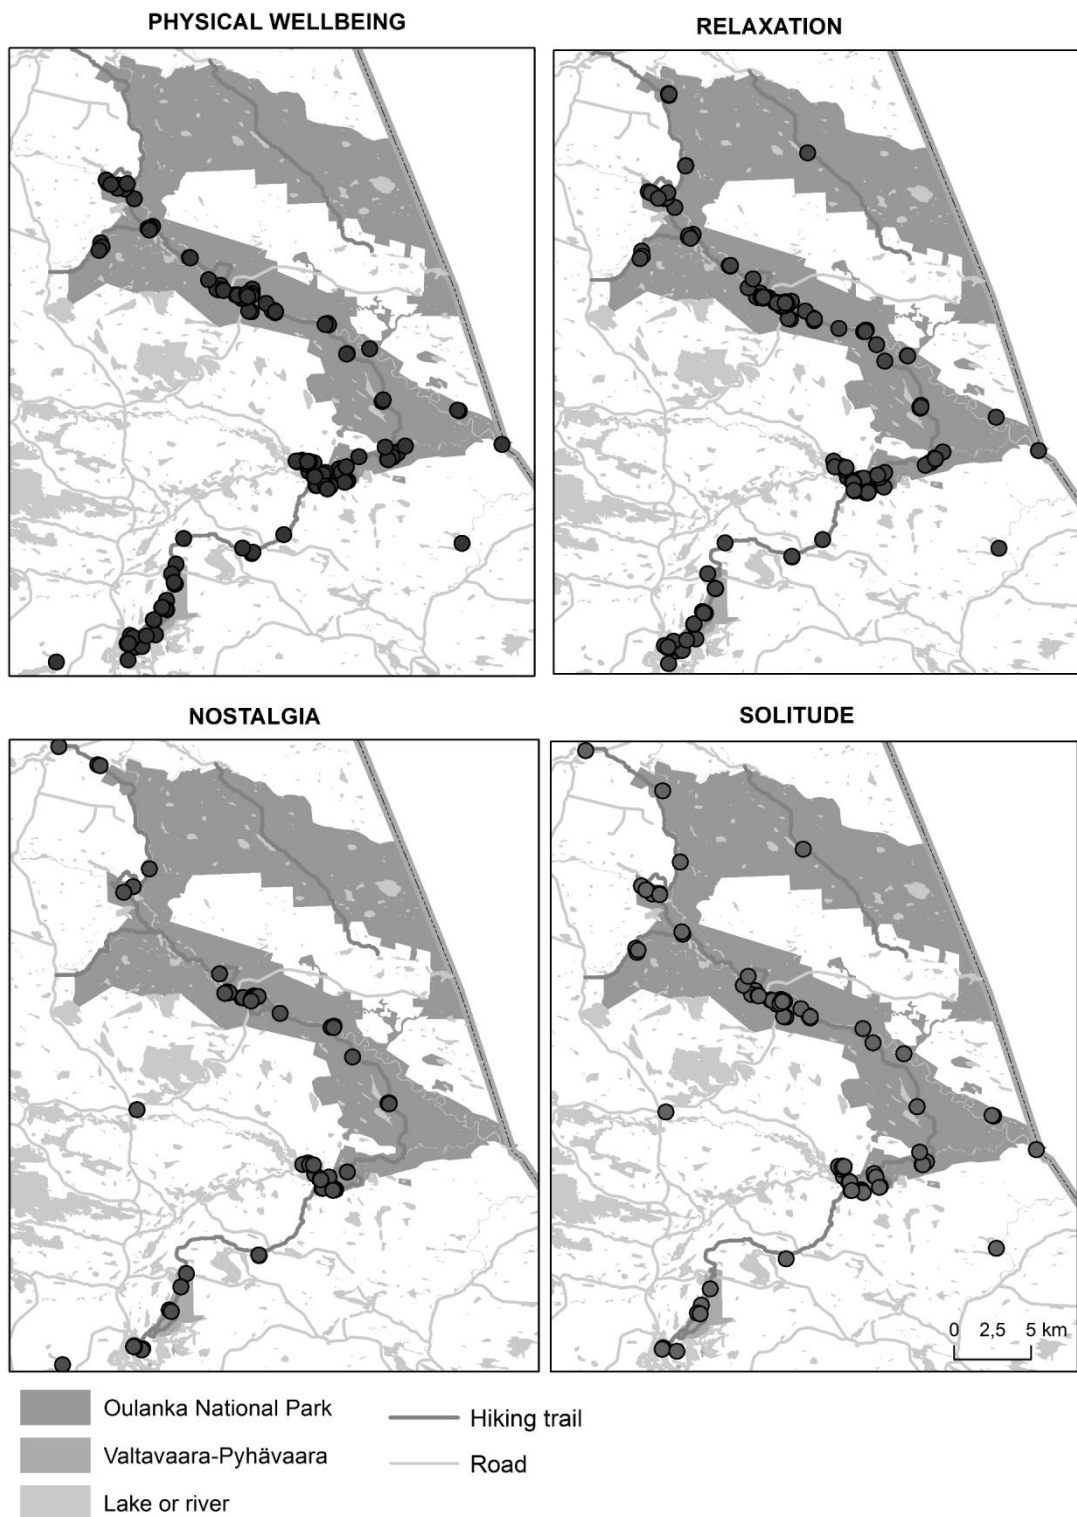 PHYSICAL WELLBEING
RELAXATION
NOSTALGIA
SOLITUDE
0 2,5 5 km
Oulanka National Park
Hiking trail
Valtavaara-Pyhävaara
Road
Lake or river